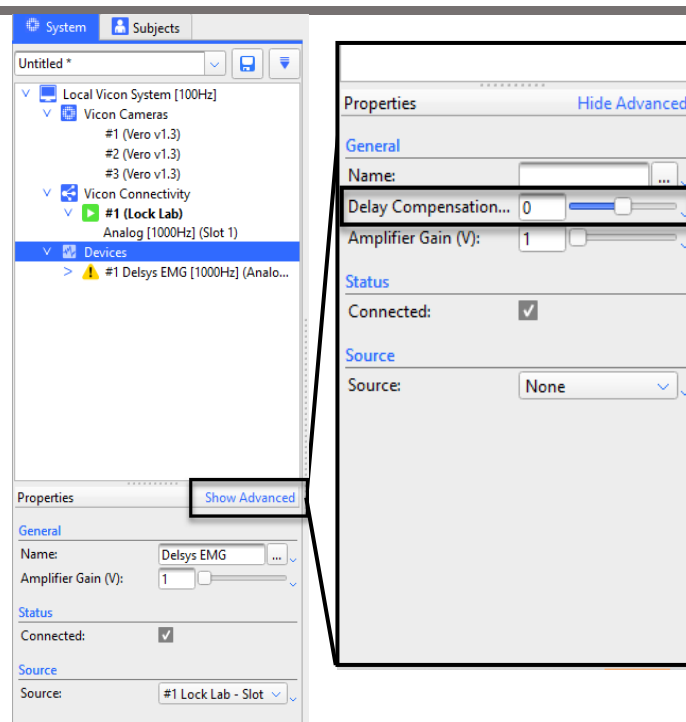 System
Subjects
Untitled *
Local Vicon System [100Hz]
Vicon Cameras
#1 (Vero v1.3)
#2 (Vero v1.3)
#3 (Vero v1.3)
Vicon Connectivity
#1 (Lock Lab)
Analog [1000Hz] (Slot 1)
Devices
#1 Delsys EMG [1000Hz] (Analo...
Properties
Show Advanced
General
Name:
Delsys EMG
...
Amplifier Gain (V):
1
Status
Connected:
Source
Source:
#1 Lock Lab - Slot
Properties
Hide Advanced
General
Name:
...
Delay Compensation...
0
Amplifier Gain (V):
1
Status
Connected:
Source
Source:
None